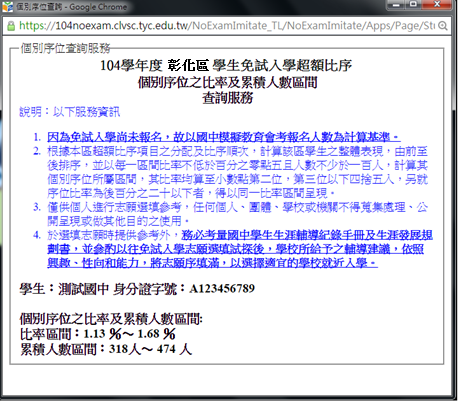 個別序位查詢 - Google Chrome
https://104noexam.clvsc.tyc.edu.tw/NoExamImitate_TL/NoExamImitate/Apps/Page/St
個別序位查詢服務
104學年度 彰化區 學生免試入學超額比序
個別序位之比率及累積人數區間
查詢服務
說明：以下服務資訊
1. 因為免試入學尚未報名，故以國中模擬教育會考報名人數為計算基準。
2. 根據本區超額比序項目之分配及比序順次，計算該區學生之整體表現，由前至
後排序，並以每一區間比率不低於百分之零點五且人數不少於一百人，計算其
個別序位所屬區間，其比率均算至小數點第二位，第三位以下四捨五入，另就
序位比率為後百分之二十以下者，得以同一比率區間呈現。
3. 僅供個人進行志願選填參考，任何個人、團體、學校或機關不得蒐集處理、公
開呈現或做其他目的之使用。
4. 於選填志願時提供參考外，務必考量國中學生生涯輔導紀錄手冊及生涯發展規
劃書，並參酌以往免試入學志願選填試探後，學校所給予之輔導建議，依照
興趣、性向和能力，將志願序填滿，以選擇適宜的學校就近入學。
學生：測試國中 身分證字號：A123456789
個別序位之比率及累積人數區間:
比率區間：1.13 ％～ 1.68 ％
累積人數區間：318人～ 474 人